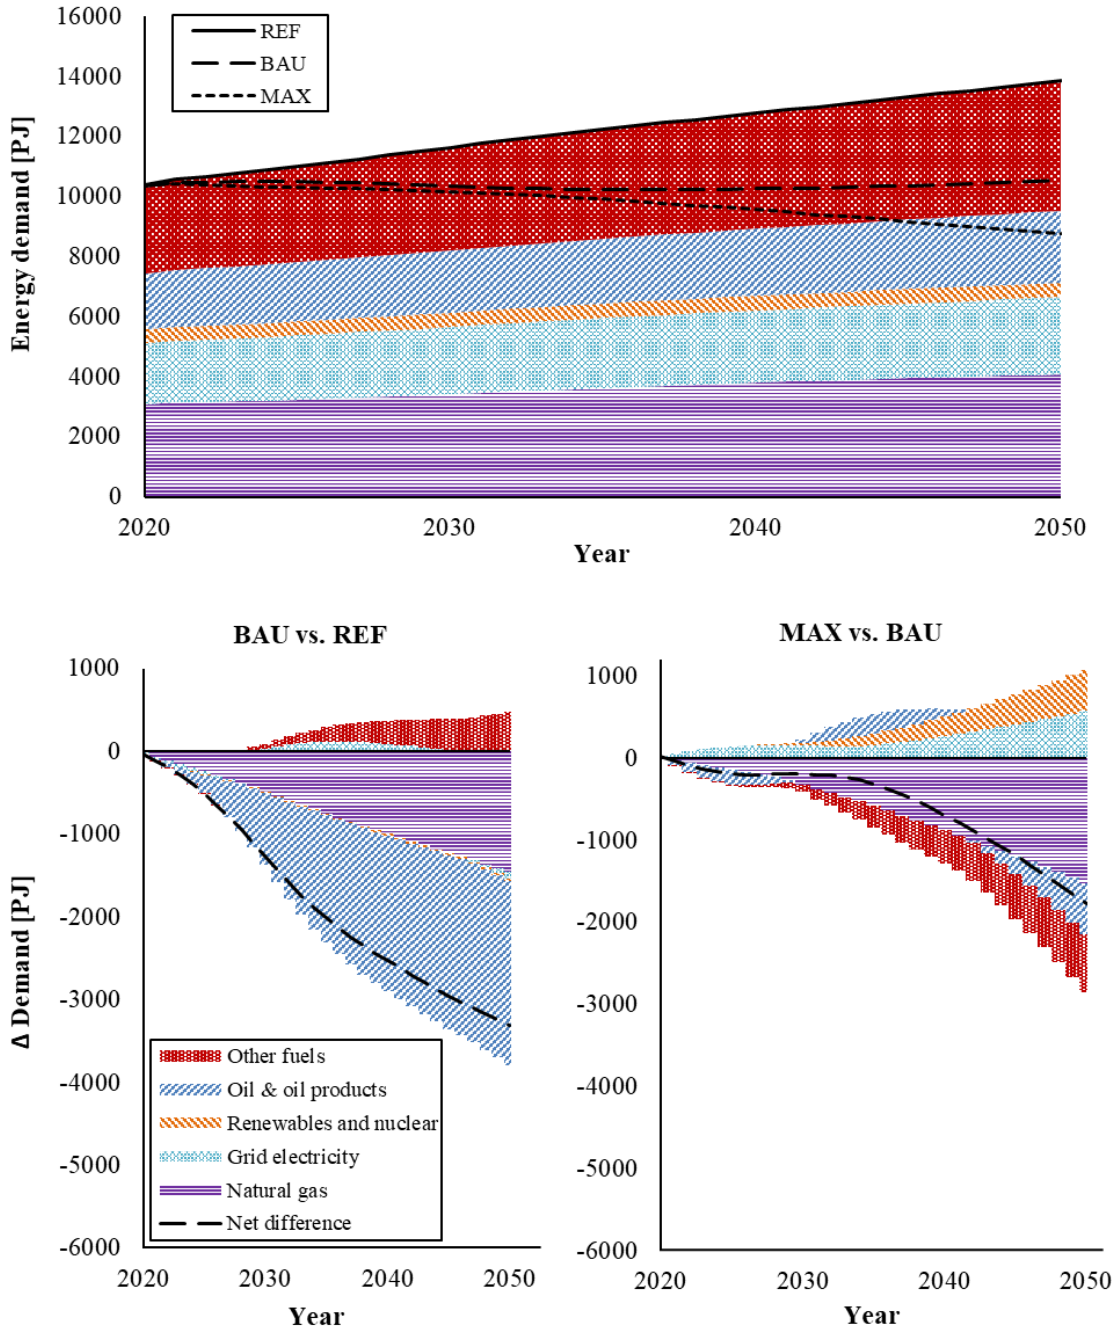 16000
14000
12000
10000
8000
6000
4000
2000
0
Energy demand [PJ]
REF
BAU
MAX
2020 2030 2040 2050
Year
BAU vs. REF
1000
0
-1000
-2000
-3000
-4000
-5000
-6000
Δ Demand [PJ]
Other fuels
Oil & oil products
Renewables and nuclear
Grid electricity
Natural gas
Net difference
2020 2030 2040 2050
Year
MAX vs. BAU
1000
0
-1000
-2000
-3000
-4000
-5000
-6000
2020 2030 2040 2050
Year